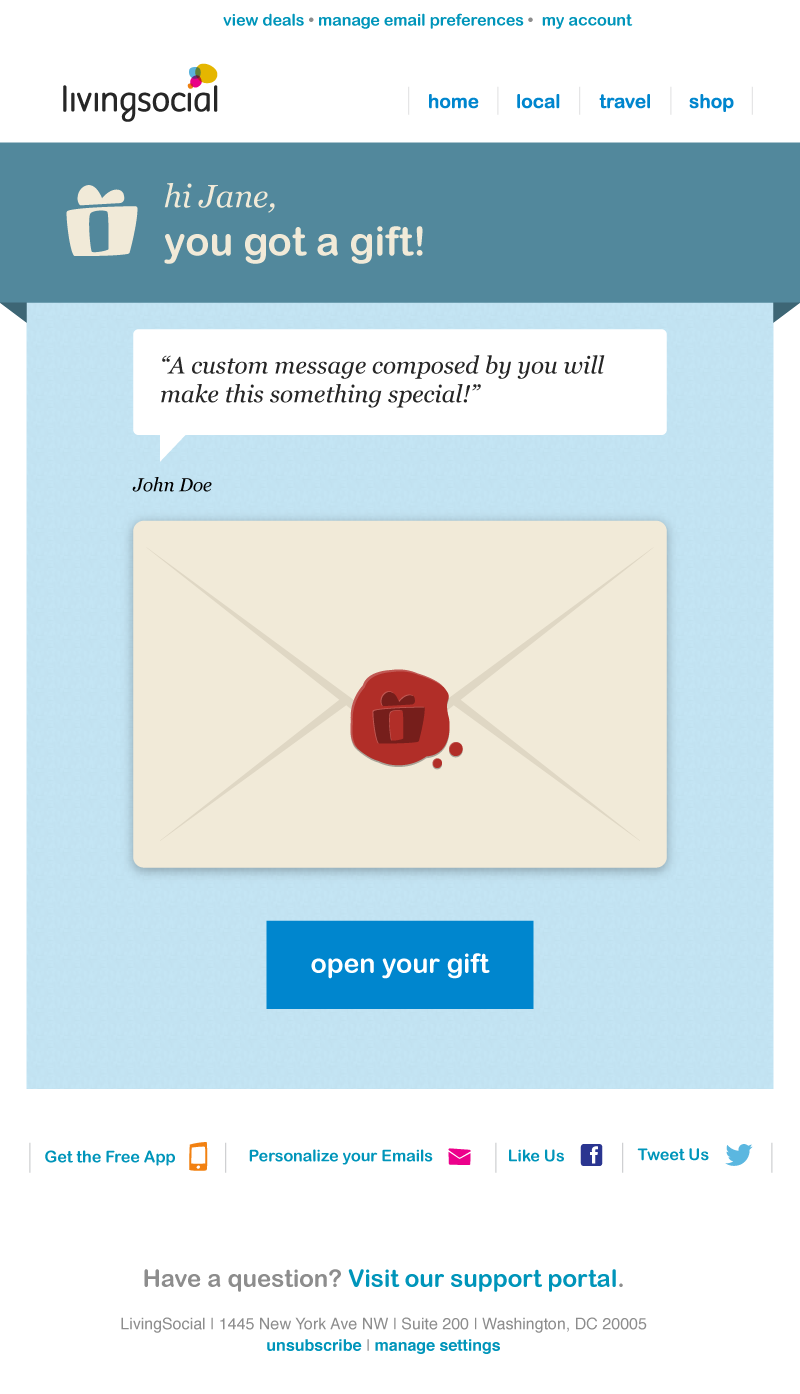 view deals • manage email preferences • my account
livingsocial
home local travel shop
hi Jane,
you got a gift!
“A custom message composed by you will
make this something special!”
John Doe
open your gift
Get the Free App Personalize your Emails Like Us Tweet Us
Have a question? Visit our support portal.
LivingSocial | 1445 New York Ave NW | Suite 200 | Washington, DC 20005
unsubscribe | manage settings